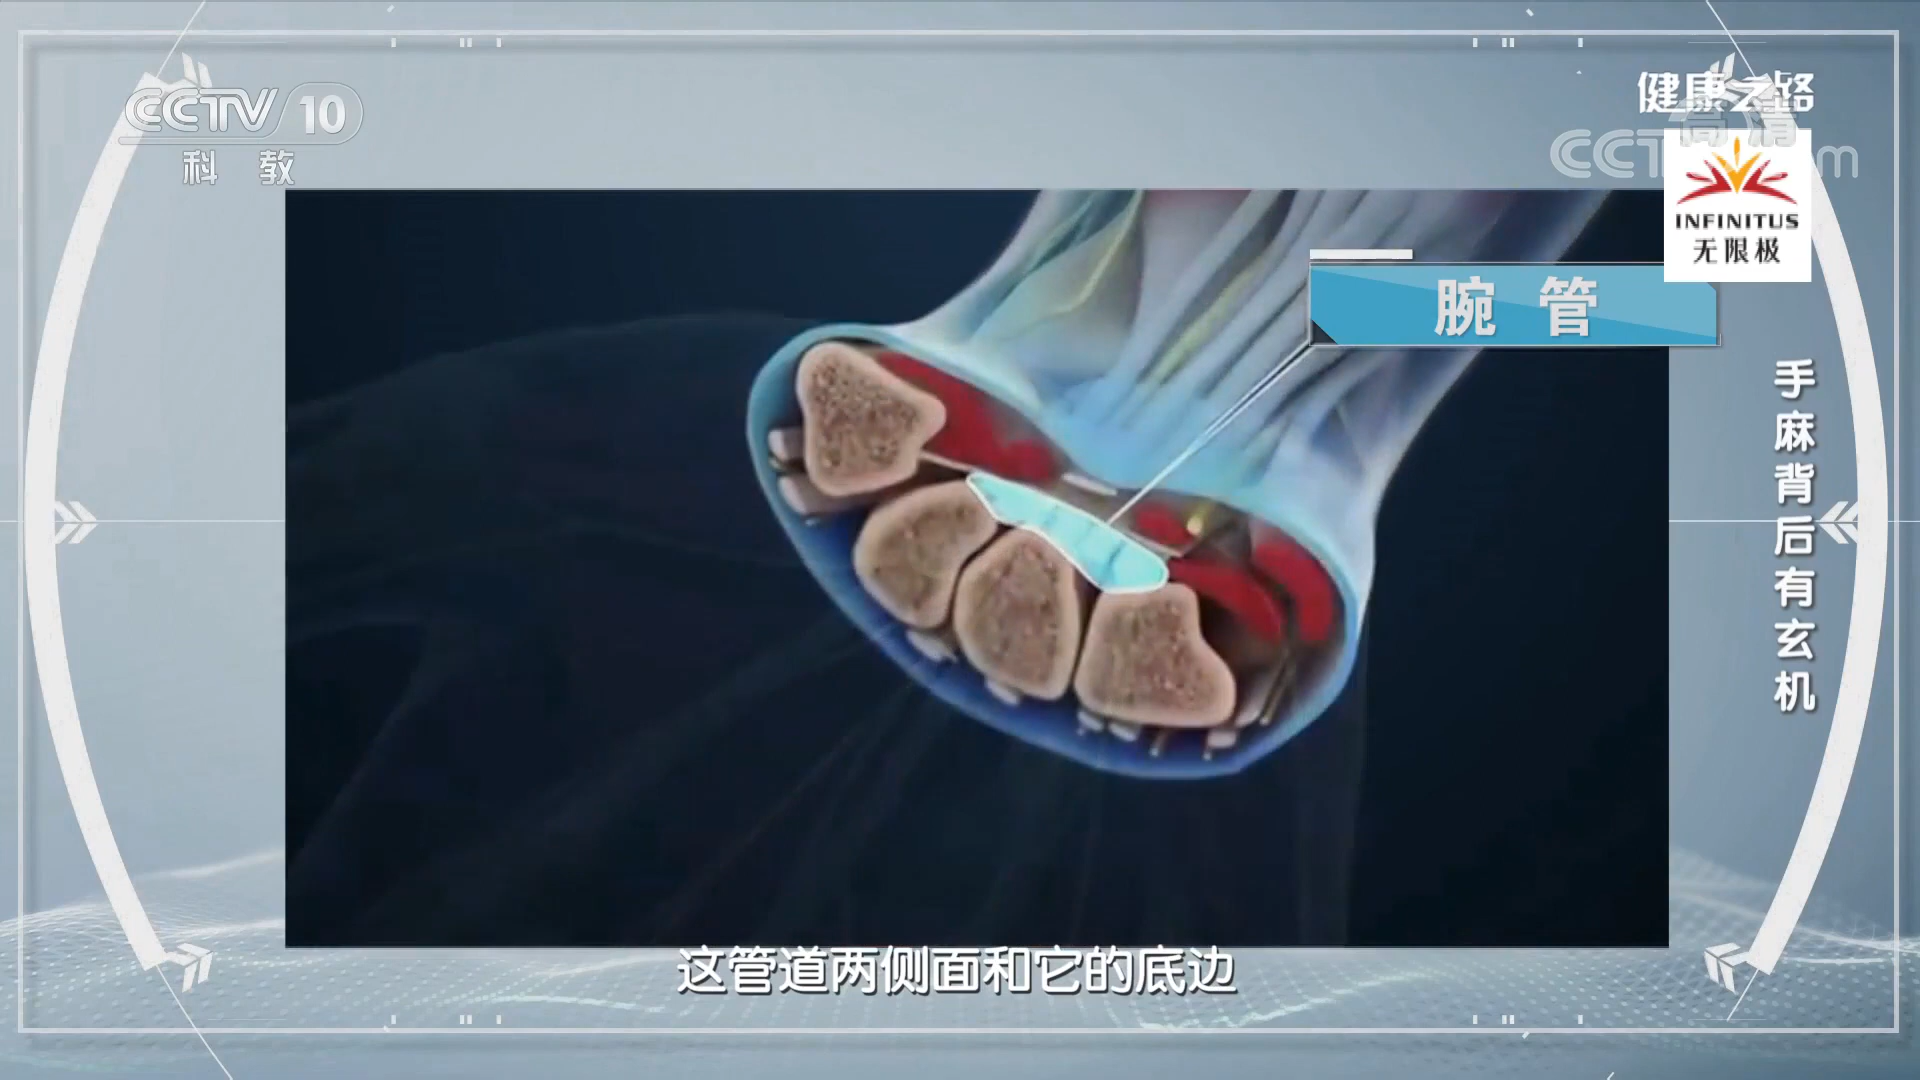 CCTV 10
科 教
健康之路
高清
INFINITUS
无限极
腕 管
手麻背后有玄机
这管道两侧面和它的底边